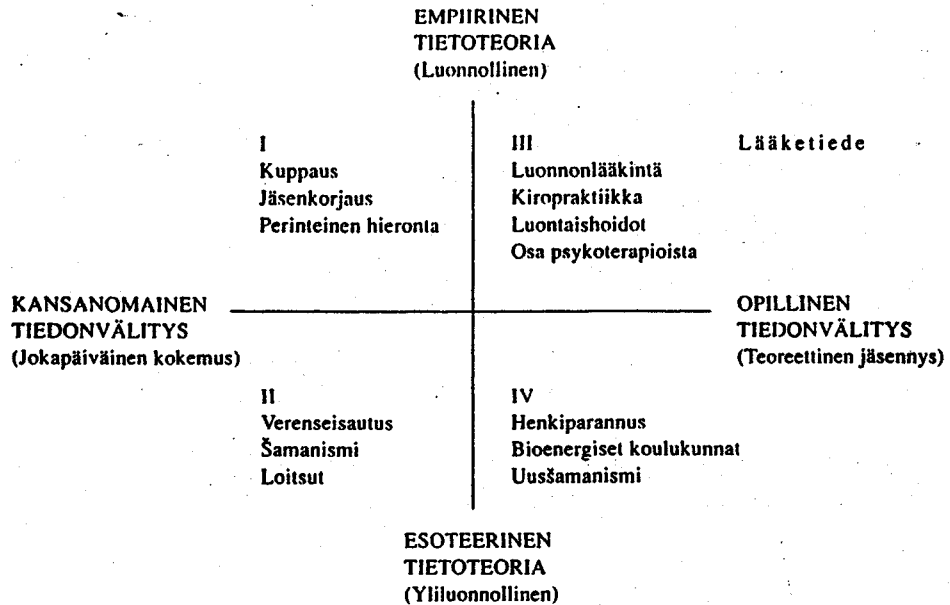 EMPIIRINEN
TIETOTEORIA
(Luonnollinen)
I
Kuppaus
Jäsenkorjaus
Perinteinen hieronta
III
Luonnonlääkintä
Kiropraktiikka
Luontaishoidot
Osa psykoterapioista
Lääketiede
KANSANOMAINEN
TIEDONVÄLITYS
(Jokapäiväinen kokemus)
OPILLINEN
TIEDONVÄLITYS
(Teoreettinen jäsennys)
II
Verenseisautus
Šamanismi
Loitsut
IV
Henkiparannus
Bioenergiset koulukunnat
Uusšamanismi
ESOTEERINEN
TIETOTEORIA
(Yliluonnollinen)